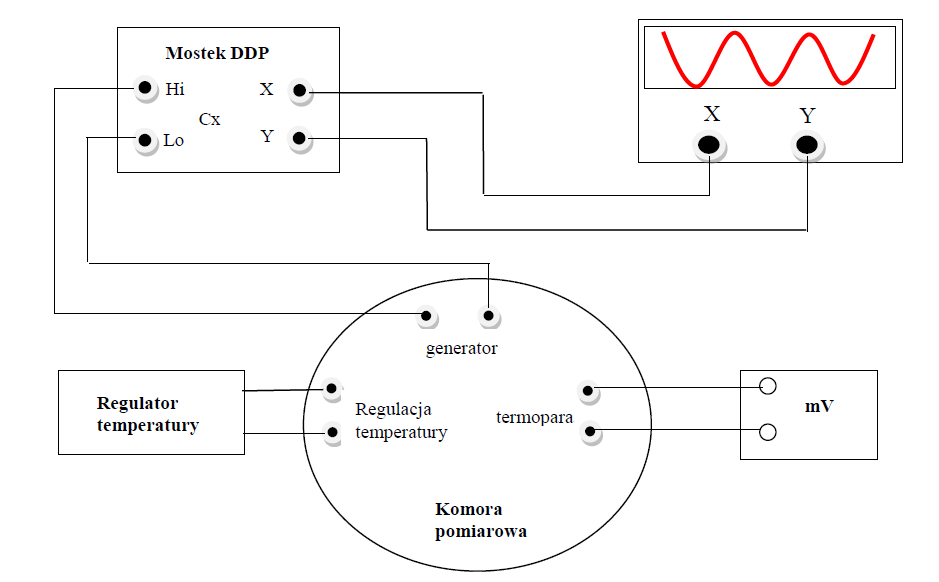 Mostek DDP
Hi
X
Cx
Lo
Y
X
Y
generator
Regulator
temperatury
Regulacja
temperatury
termopara
mV
Komora
pomiarowa